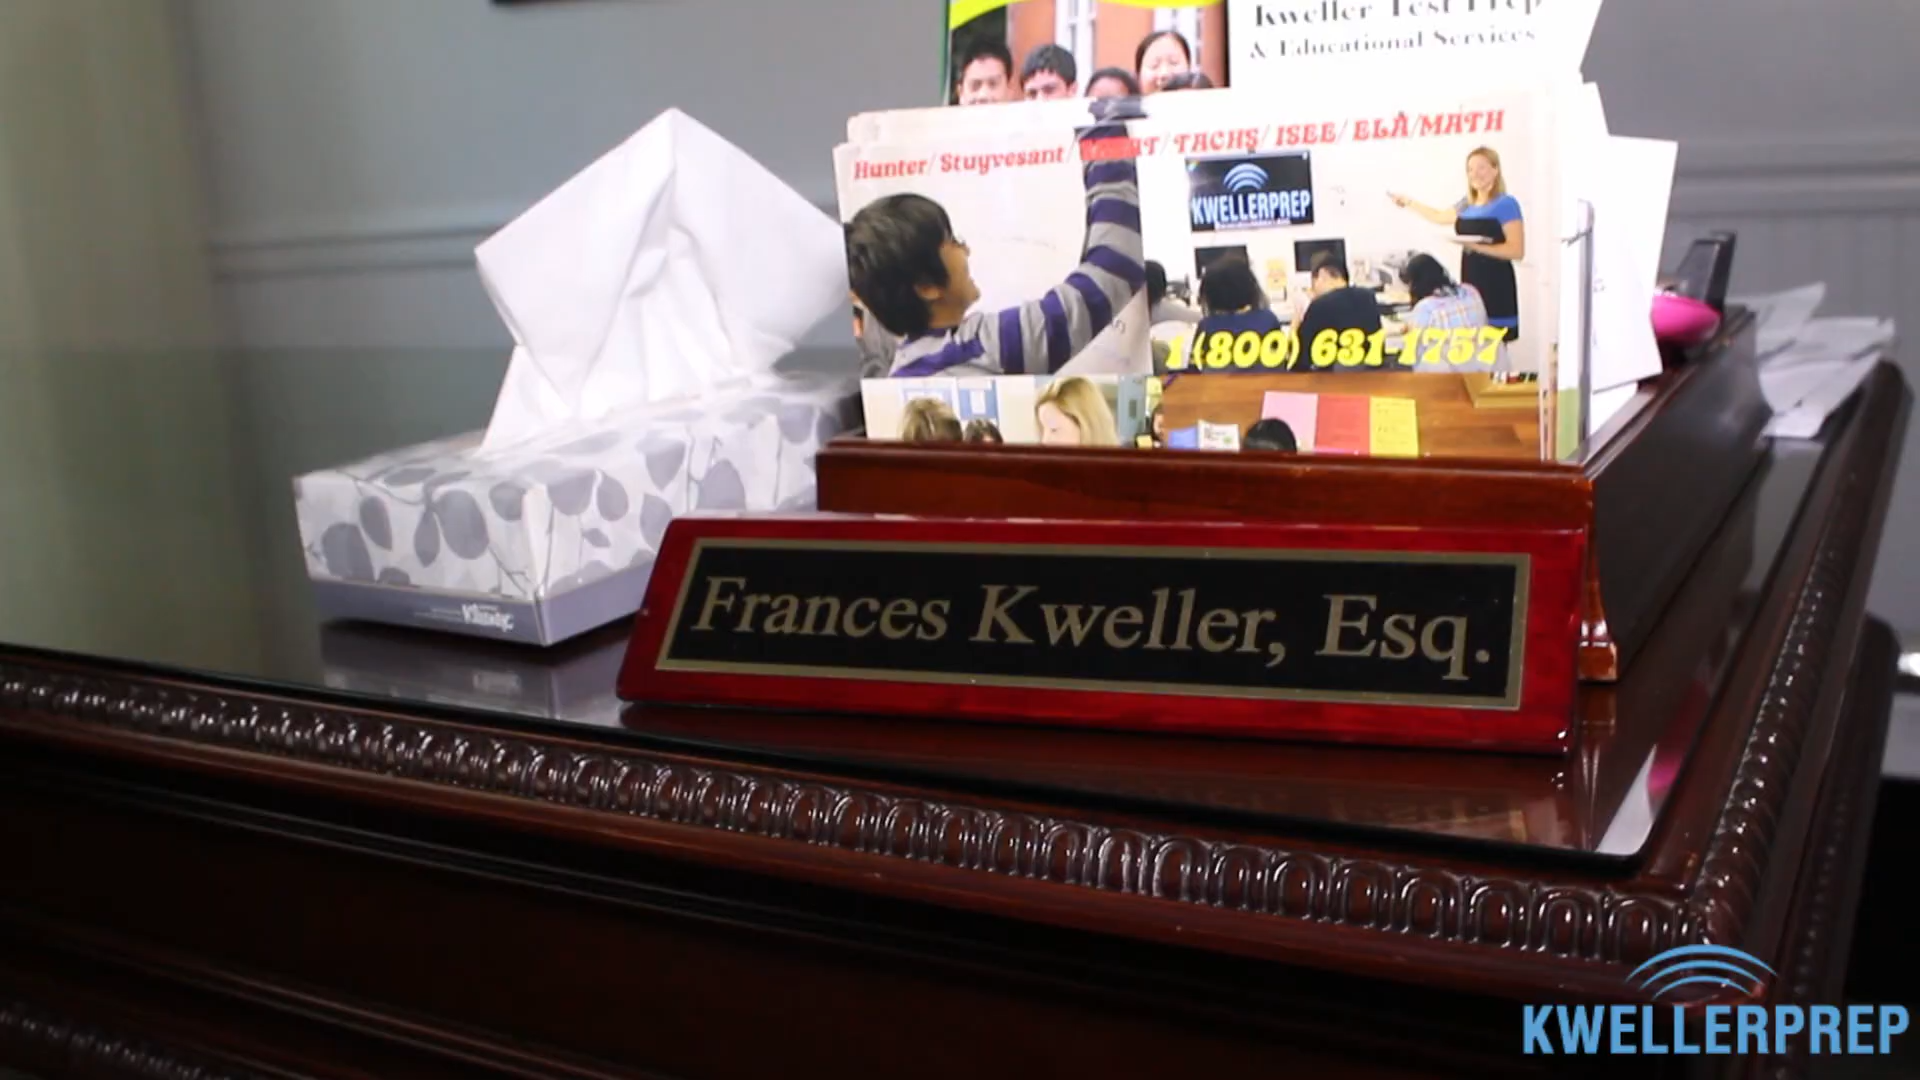 Kweller Test Prep
& Educational Services
Hunter/ Stuyvesant/ TACHS/ ISEE/ ELA/MATH
KWELLERPREP
1 (800) 631-1757
Kleenex
Frances Kweller, Esq.
KWELLERPREP